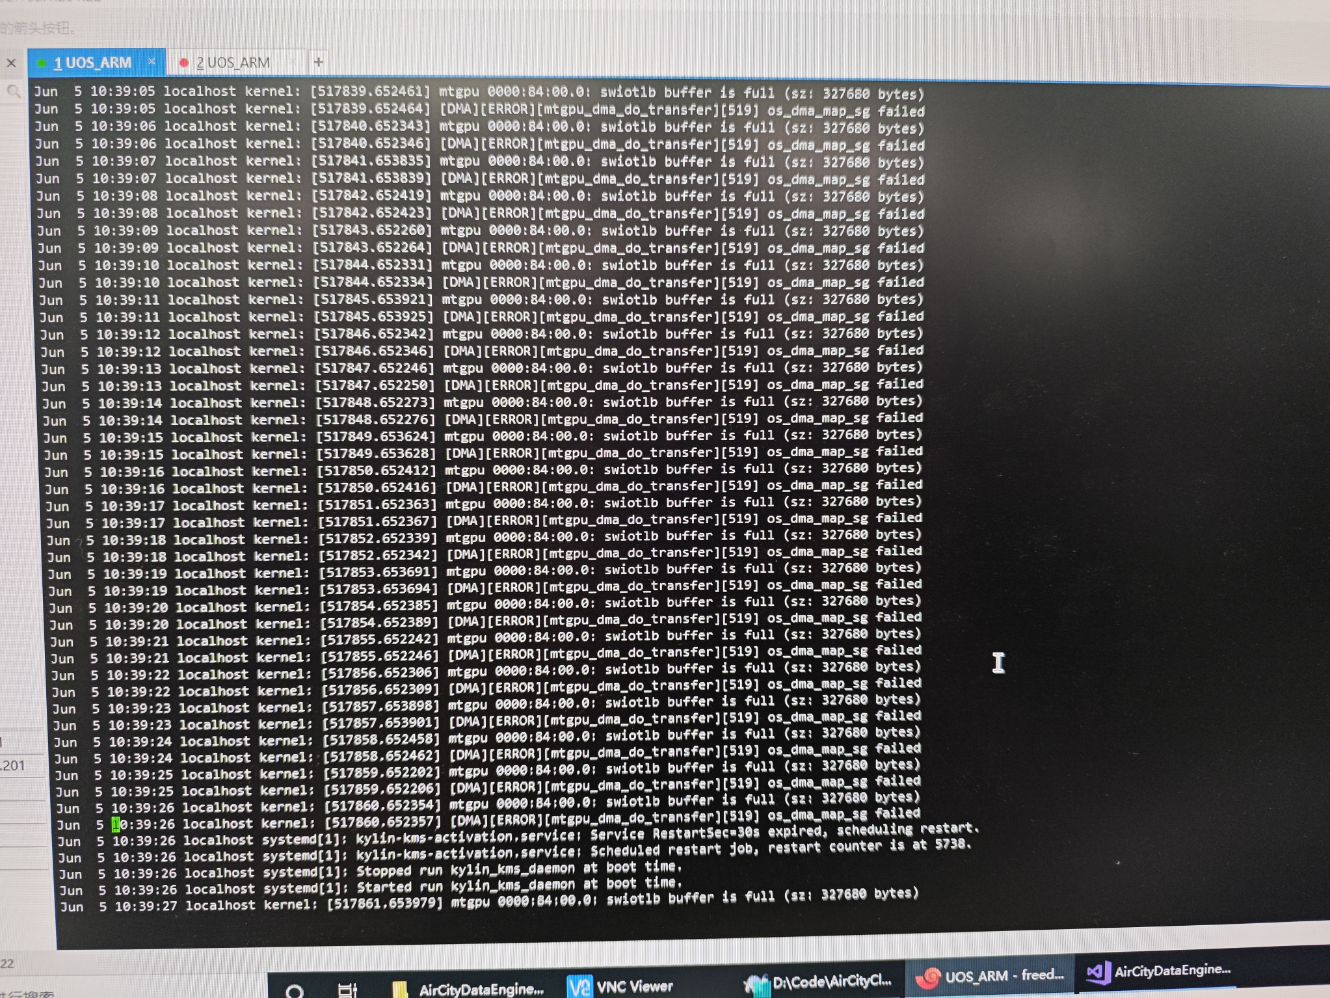 的箭头按钮。
× 1 UOS_ARM × 2 UOS_ARM +
Jun 5 10:39:05 localhost kernel: [517839.652461] mtgpu 0000:84:00.0: swiotlb buffer is full (sz: 327680 bytes)
Jun 5 10:39:05 localhost kernel: [517839.652464] [DMA][ERROR][mtgpu_dma_do_transfer][519] os_dma_map_sg failed
Jun 5 10:39:06 localhost kernel: [517840.652343] mtgpu 0000:84:00.0: swiotlb buffer is full (sz: 327680 bytes)
Jun 5 10:39:06 localhost kernel: [517840.652346] [DMA][ERROR][mtgpu_dma_do_transfer][519] os_dma_map_sg failed
Jun 5 10:39:07 localhost kernel: [517841.653835] mtgpu 0000:84:00.0: swiotlb buffer is full (sz: 327680 bytes)
Jun 5 10:39:07 localhost kernel: [517841.653839] [DMA][ERROR][mtgpu_dma_do_transfer][519] os_dma_map_sg failed
Jun 5 10:39:08 localhost kernel: [517842.652419] mtgpu 0000:84:00.0: swiotlb buffer is full (sz: 327680 bytes)
Jun 5 10:39:08 localhost kernel: [517842.652423] [DMA][ERROR][mtgpu_dma_do_transfer][519] os_dma_map_sg failed
Jun 5 10:39:09 localhost kernel: [517843.652260] mtgpu 0000:84:00.0: swiotlb buffer is full (sz: 327680 bytes)
Jun 5 10:39:09 localhost kernel: [517843.652264] [DMA][ERROR][mtgpu_dma_do_transfer][519] os_dma_map_sg failed
Jun 5 10:39:10 localhost kernel: [517844.652331] mtgpu 0000:84:00.0: swiotlb buffer is full (sz: 327680 bytes)
Jun 5 10:39:10 localhost kernel: [517844.652334] [DMA][ERROR][mtgpu_dma_do_transfer][519] os_dma_map_sg failed
Jun 5 10:39:11 localhost kernel: [517845.653921] mtgpu 0000:84:00.0: swiotlb buffer is full (sz: 327680 bytes)
Jun 5 10:39:11 localhost kernel: [517845.653925] [DMA][ERROR][mtgpu_dma_do_transfer][519] os_dma_map_sg failed
Jun 5 10:39:12 localhost kernel: [517846.652342] mtgpu 0000:84:00.0: swiotlb buffer is full (sz: 327680 bytes)
Jun 5 10:39:12 localhost kernel: [517846.652346] [DMA][ERROR][mtgpu_dma_do_transfer][519] os_dma_map_sg failed
Jun 5 10:39:13 localhost kernel: [517847.652246] mtgpu 0000:84:00.0: swiotlb buffer is full (sz: 327680 bytes)
Jun 5 10:39:13 localhost kernel: [517847.652250] [DMA][ERROR][mtgpu_dma_do_transfer][519] os_dma_map_sg failed
Jun 5 10:39:14 localhost kernel: [517848.652273] mtgpu 0000:84:00.0: swiotlb buffer is full (sz: 327680 bytes)
Jun 5 10:39:14 localhost kernel: [517848.652276] [DMA][ERROR][mtgpu_dma_do_transfer][519] os_dma_map_sg failed
Jun 5 10:39:15 localhost kernel: [517849.653624] mtgpu 0000:84:00.0: swiotlb buffer is full (sz: 327680 bytes)
Jun 5 10:39:15 localhost kernel: [517849.653628] [DMA][ERROR][mtgpu_dma_do_transfer][519] os_dma_map_sg failed
Jun 5 10:39:16 localhost kernel: [517850.652412] mtgpu 0000:84:00.0: swiotlb buffer is full (sz: 327680 bytes)
Jun 5 10:39:16 localhost kernel: [517850.652416] [DMA][ERROR][mtgpu_dma_do_transfer][519] os_dma_map_sg failed
Jun 5 10:39:17 localhost kernel: [517851.652363] mtgpu 0000:84:00.0: swiotlb buffer is full (sz: 327680 bytes)
Jun 5 10:39:17 localhost kernel: [517851.652367] [DMA][ERROR][mtgpu_dma_do_transfer][519] os_dma_map_sg failed
Jun 5 10:39:18 localhost kernel: [517852.652339] mtgpu 0000:84:00.0: swiotlb buffer is full (sz: 327680 bytes)
Jun 5 10:39:18 localhost kernel: [517852.652342] [DMA][ERROR][mtgpu_dma_do_transfer][519] os_dma_map_sg failed
Jun 5 10:39:19 localhost kernel: [517853.653691] mtgpu 0000:84:00.0: swiotlb buffer is full (sz: 327680 bytes)
Jun 5 10:39:19 localhost kernel: [517853.653694] [DMA][ERROR][mtgpu_dma_do_transfer][519] os_dma_map_sg failed
Jun 5 10:39:20 localhost kernel: [517854.652385] mtgpu 0000:84:00.0: swiotlb buffer is full (sz: 327680 bytes)
Jun 5 10:39:20 localhost kernel: [517854.652389] [DMA][ERROR][mtgpu_dma_do_transfer][519] os_dma_map_sg failed
Jun 5 10:39:21 localhost kernel: [517855.652242] mtgpu 0000:84:00.0: swiotlb buffer is full (sz: 327680 bytes)
Jun 5 10:39:21 localhost kernel: [517855.652246] [DMA][ERROR][mtgpu_dma_do_transfer][519] os_dma_map_sg failed
Jun 5 10:39:22 localhost kernel: [517856.652306] mtgpu 0000:84:00.0: swiotlb buffer is full (sz: 327680 bytes)
Jun 5 10:39:22 localhost kernel: [517856.652309] [DMA][ERROR][mtgpu_dma_do_transfer][519] os_dma_map_sg failed
Jun 5 10:39:23 localhost kernel: [517857.653898] mtgpu 0000:84:00.0: swiotlb buffer is full (sz: 327680 bytes)
Jun 5 10:39:23 localhost kernel: [517857.653901] [DMA][ERROR][mtgpu_dma_do_transfer][519] os_dma_map_sg failed
Jun 5 10:39:24 localhost kernel: [517858.652458] mtgpu 0000:84:00.0: swiotlb buffer is full (sz: 327680 bytes)
Jun 5 10:39:24 localhost kernel: [517858.652462] [DMA][ERROR][mtgpu_dma_do_transfer][519] os_dma_map_sg failed
Jun 5 10:39:25 localhost kernel: [517859.652202] mtgpu 0000:84:00.0: swiotlb buffer is full (sz: 327680 bytes)
Jun 5 10:39:25 localhost kernel: [517859.652206] [DMA][ERROR][mtgpu_dma_do_transfer][519] os_dma_map_sg failed
Jun 5 10:39:26 localhost kernel: [517860.652354] mtgpu 0000:84:00.0: swiotlb buffer is full (sz: 327680 bytes)
Jun 5 10:39:26 localhost kernel: [517860.652357] [DMA][ERROR][mtgpu_dma_do_transfer][519] os_dma_map_sg failed
Jun 5 10:39:26 localhost systemd[1]: kylin-kms-activation.service: Service RestartSec=30s expired, scheduling restart.
Jun 5 10:39:26 localhost systemd[1]: kylin-kms-activation.service: Scheduled restart job, restart counter is at 5738.
Jun 5 10:39:26 localhost systemd[1]: Stopped run kylin_kms_daemon at boot time.
Jun 5 10:39:26 localhost systemd[1]: Started run kylin_kms_daemon at boot time.
Jun 5 10:39:27 localhost kernel: [517861.653979] mtgpu 0000:84:00.0: swiotlb buffer is full (sz: 327680 bytes)
.201
22
行搜索
AirCityDataEngine... VNC Viewer D:\Code\AirCityCl... UOS_ARM - freed... AirCityDataEngine...